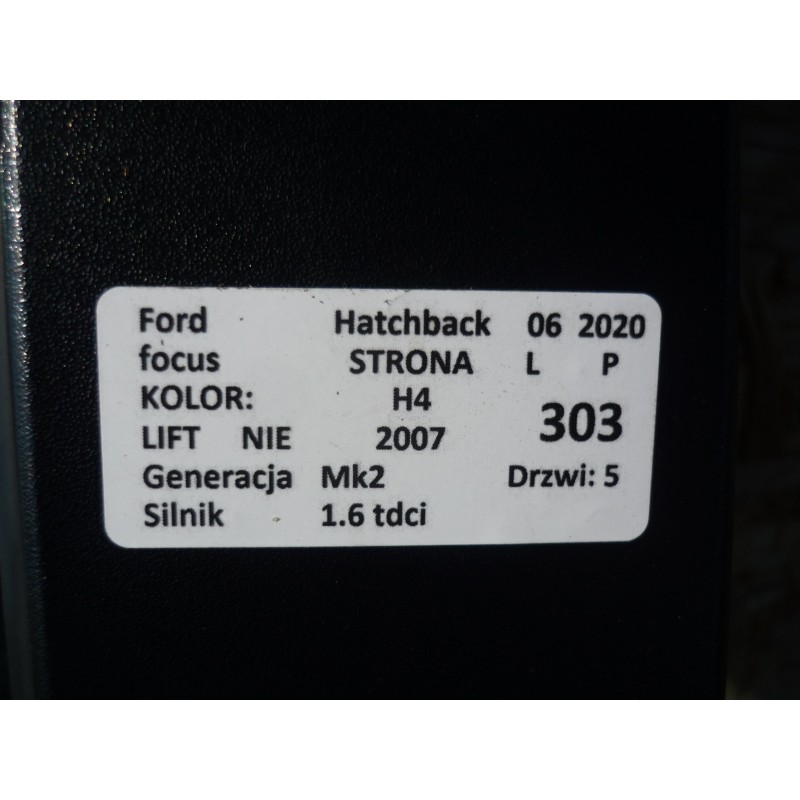 Ford Hatchback 06 2020
focus STRONA L P
KOLOR: H4 303
LIFT NIE 2007
Generacja Mk2 Drzwi: 5
Silnik 1.6 tdci